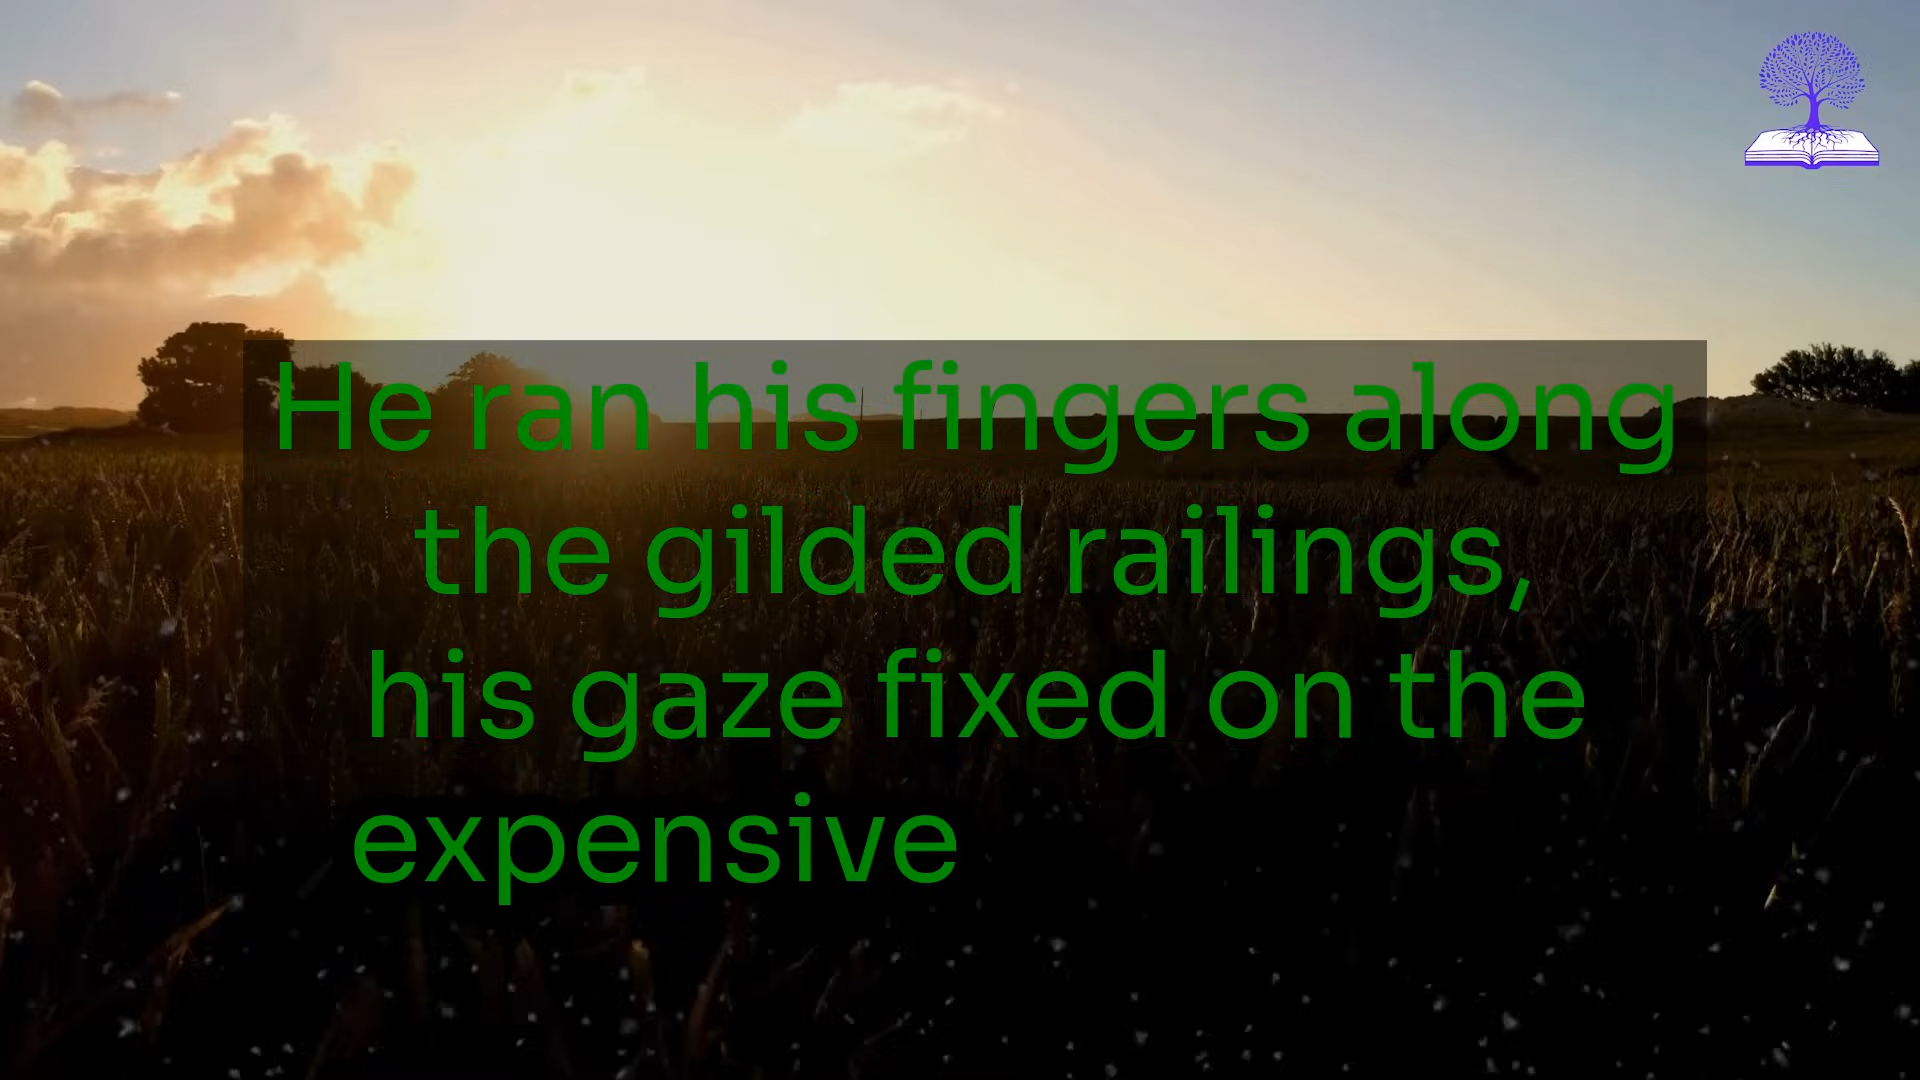 He ran his fingers along
the gilded railings,
his gaze fixed on the
expensive